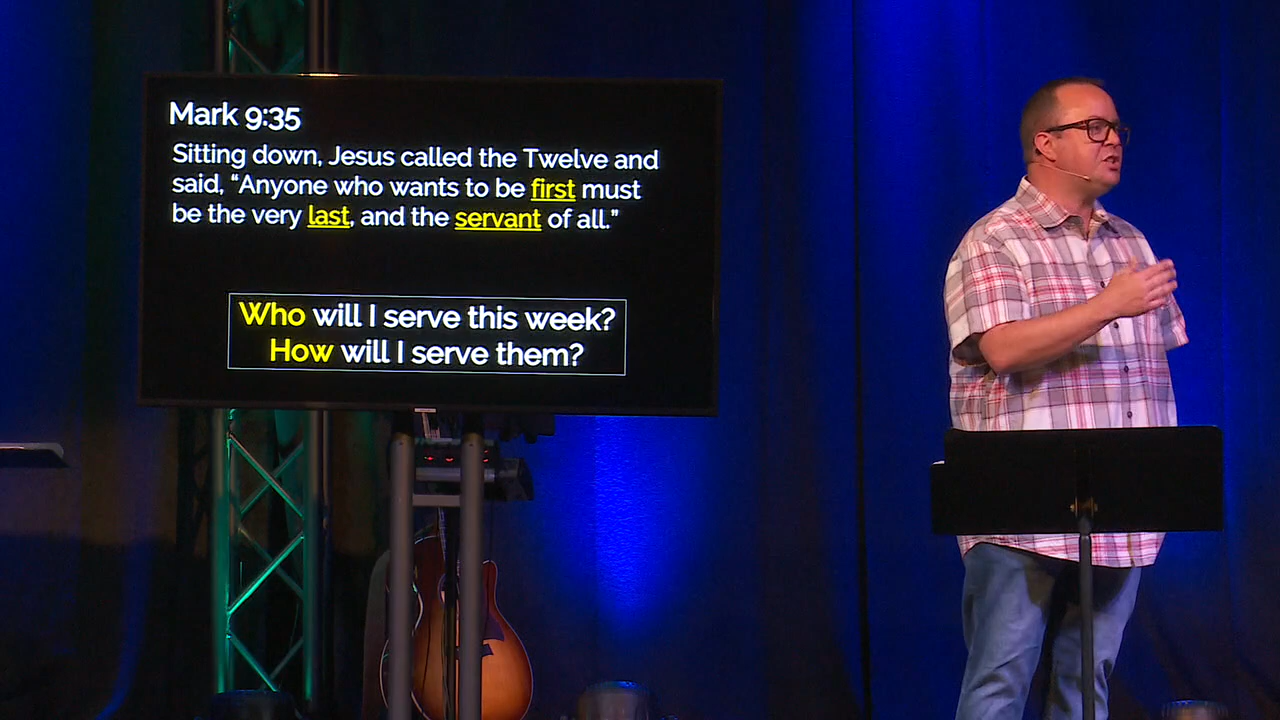 Mark 9:35
Sitting down, Jesus called the Twelve and
said, “Anyone who wants to be first must
be the very last, and the servant of all.”
Who will I serve this week?
How will I serve them?